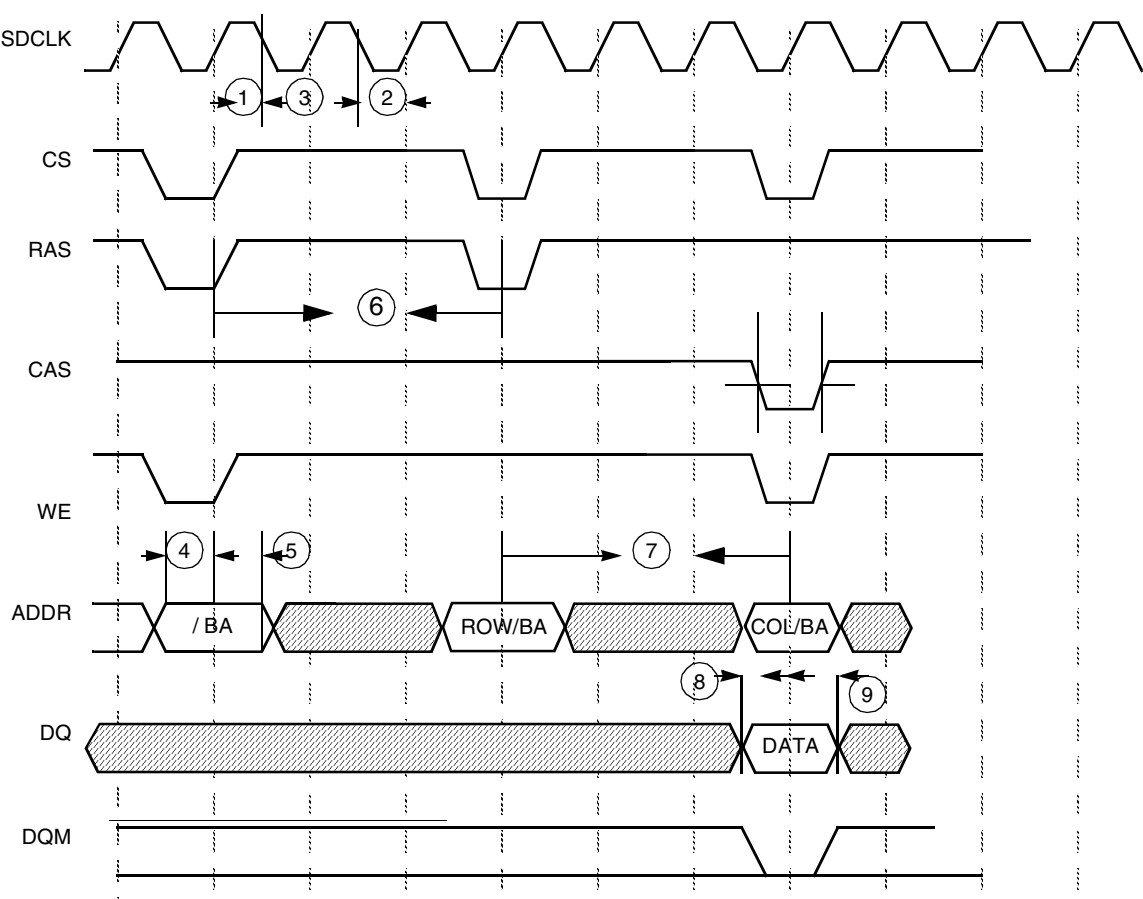 SDCLK
1 3 2
CS
RAS
6
CAS
WE
4 5 7
ADDR
/ BA ROW/BA COL/BA
8 9
DQ
DATA
DQM